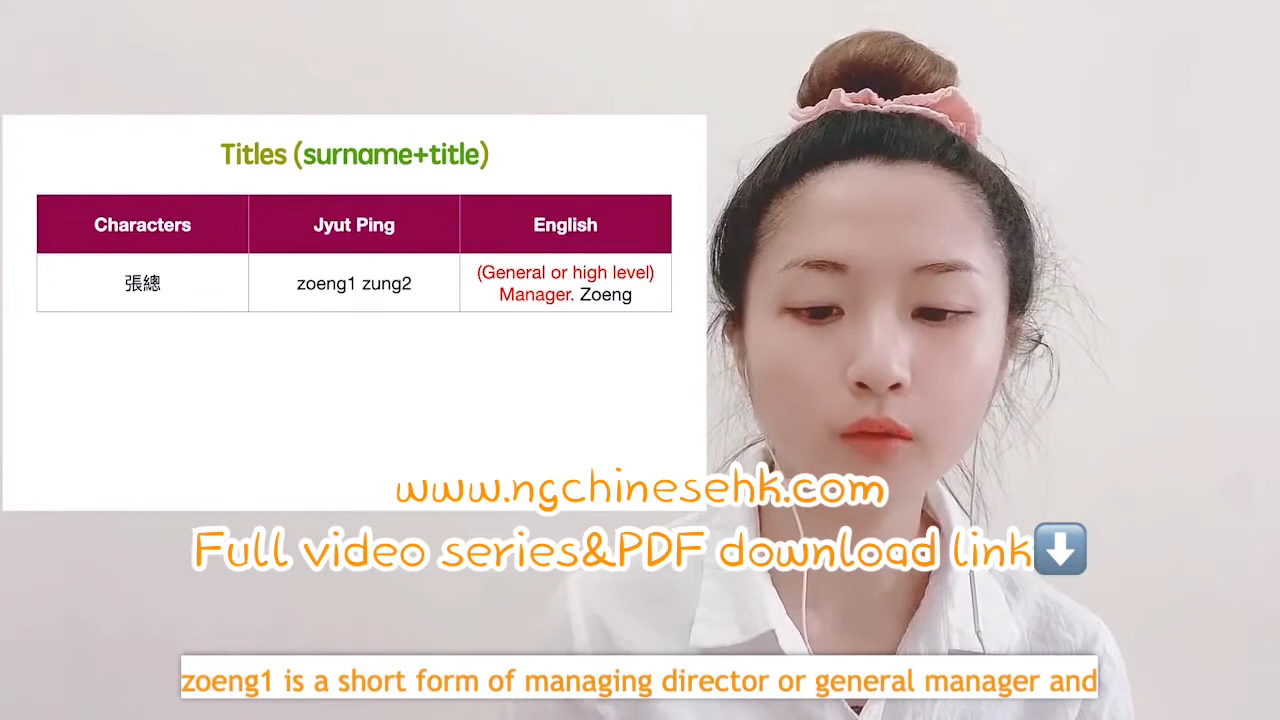 Titles (surname+title)
Characters
Jyut Ping
English
張總
zoeng1 zung2
(General or high level)
Manager. Zoeng
www.ngchinesehk.com
Full video series&PDF download link⬇️
zoeng1 is a short form of managing director or general manager and